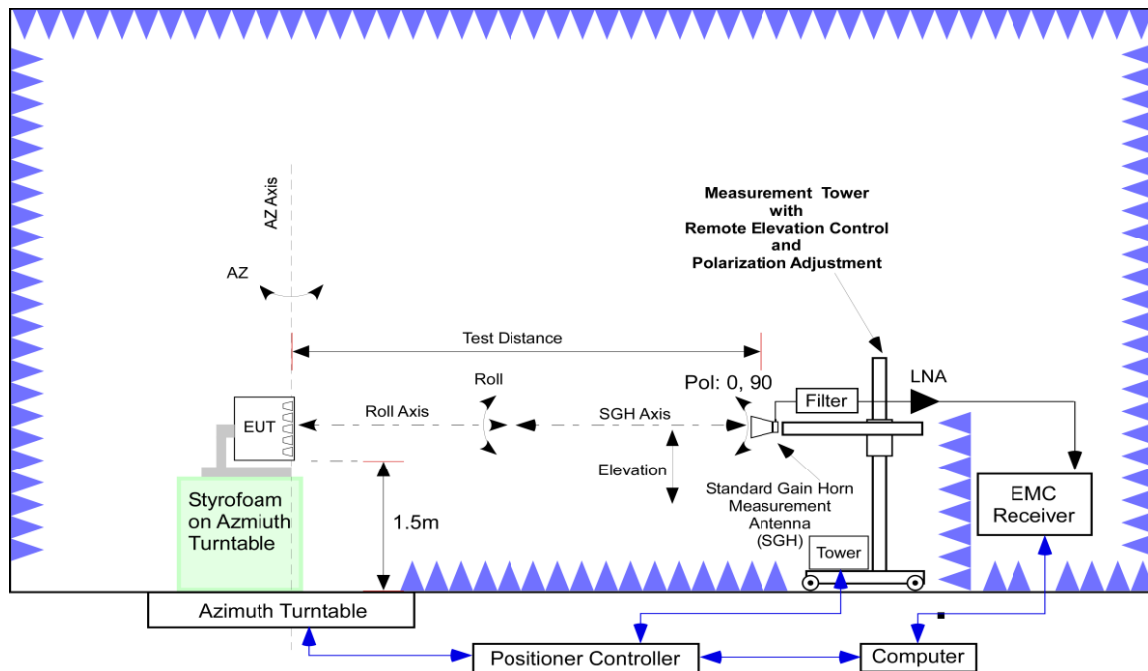 Measurement Tower
with
Remote Elevation Control
and
Polarization Adjustment
AZ Axis
AZ
Test Distance
Roll
Pol: 0, 90
LNA
Filter
Roll Axis
SGH Axis
EUT
Elevation
Standard Gain Horn
Measurement
Antenna
(SGH)
EMC
Receiver
Styrofoam
on Azmiuth
Turntable
1.5m
Tower
Azimuth Turntable
Positioner Controller
Computer